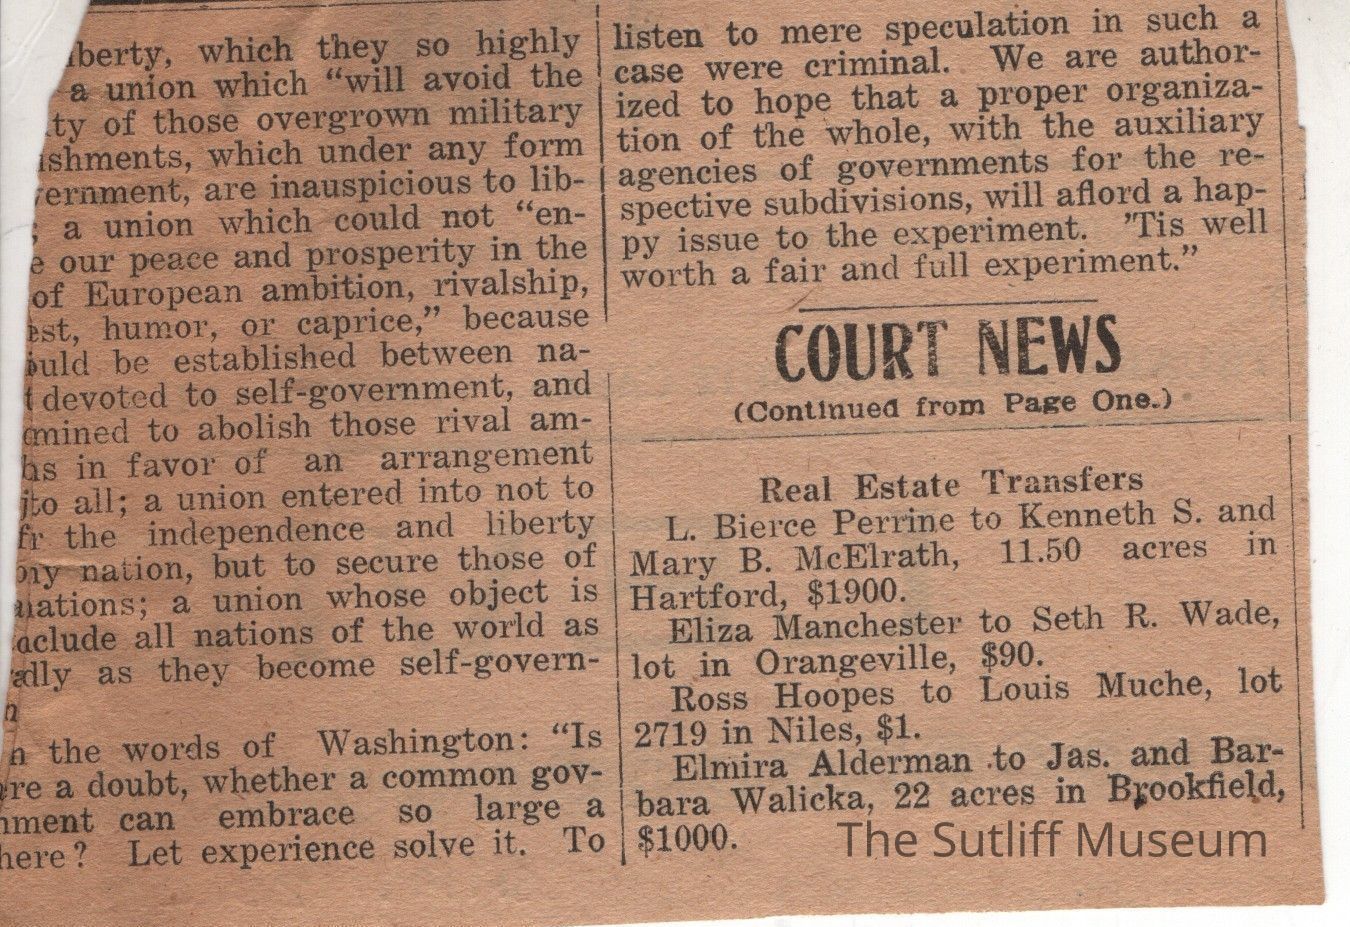 iberty, which they so highly
a union which “will avoid the
ty of those overgrown military
ishments, which under any form
vernment, are inauspicious to lib-
; a union which could not “en-
e our peace and prosperity in the
of European ambition, rivalship,
est, humor, or caprice,” because
ould be established between na-
t devoted to self-government, and
mined to abolish those rival am-
ns in favor of an arrangement
to all; a union entered into not to
r the independence and liberty
ny nation, but to secure those of
nations; a union whose object is
nclude all nations of the world as
dly as they become self-govern-
n the words of Washington: “Is
re a doubt, whether a common gov-
nment can embrace so large a
here? Let experience solve it. To
listen to mere speculation in such a
case were criminal. We are author-
ized to hope that a proper organiza-
tion of the whole, with the auxiliary
agencies of governments for the re-
spective subdivisions, will afford a hap-
py issue to the experiment. ’Tis well
worth a fair and full experiment.”
COURT NEWS
(Continued from Page One.)
Real Estate Transfers
L. Bierce Perrine to Kenneth S. and
Mary B. McElrath, 11.50 acres in
Hartford, $1900.
Eliza Manchester to Seth R. Wade,
lot in Orangeville, $90.
Ross Hoopes to Louis Muche, lot
2719 in Niles, $1.
Elmira Alderman to Jas. and Bar-
bara Walicka, 22 acres in Brookfield,
$1000.
The Sutliff Museum